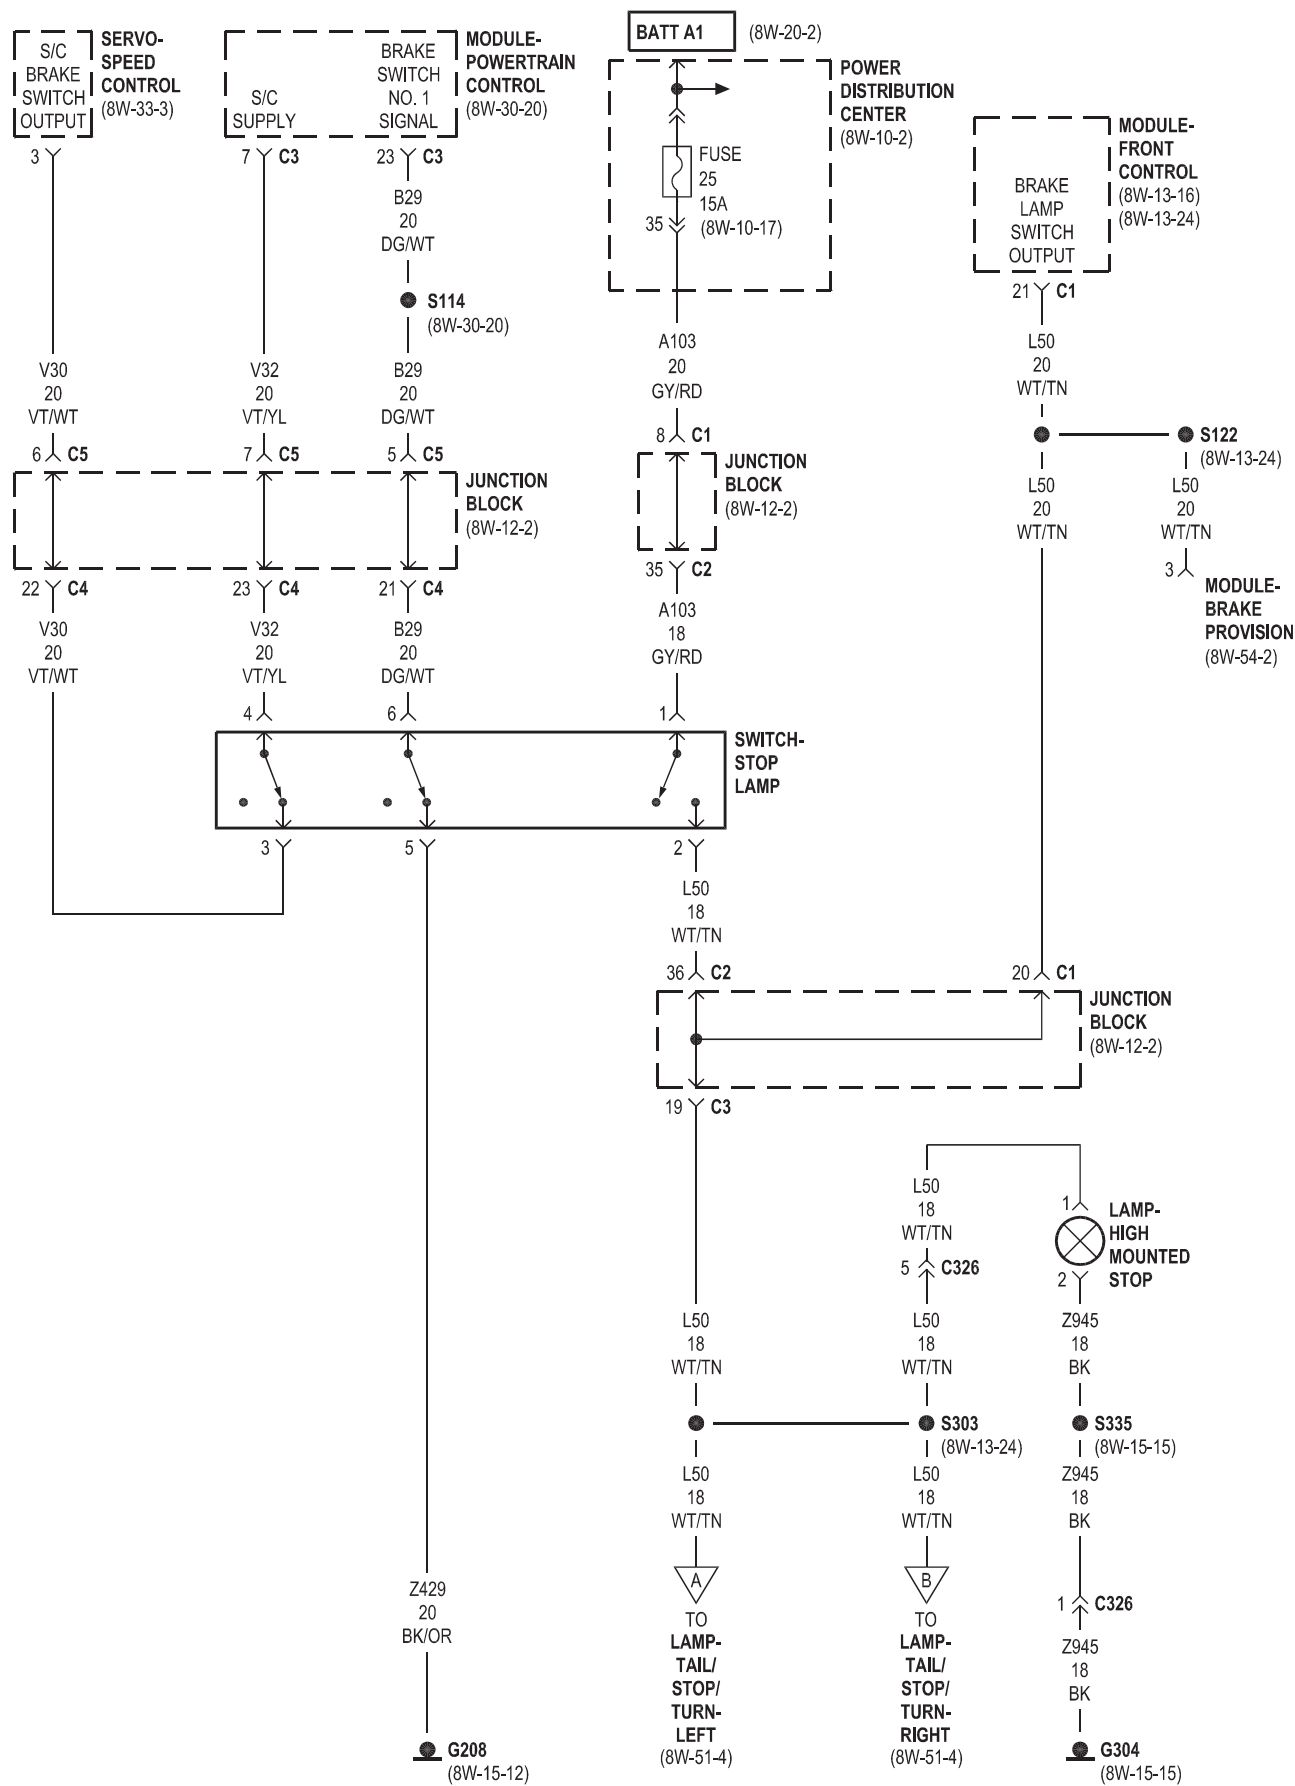 S/C
BRAKE
SWITCH
OUTPUT
SERVO-
SPEED
CONTROL
(8W-33-3)
S/C
SUPPLY
BRAKE
SWITCH
NO. 1
SIGNAL
MODULE-
POWERTRAIN
CONTROL
(8W-30-20)
BATT A1
(8W-20-2)
POWER
DISTRIBUTION
CENTER
(8W-10-2)
FUSE
25
15A
(8W-10-17)
35
BRAKE
LAMP
SWITCH
OUTPUT
MODULE-
FRONT
CONTROL
(8W-13-16)
(8W-13-24)
3
7 C3
23 C3
B29
20
DG/WT
S114
(8W-30-20)
21 C1
L50
20
WT/TN
V30
20
VT/WT
V32
20
VT/YL
B29
20
DG/WT
A103
20
GY/RD
6 C5
7 C5
5 C5
8 C1
S122
(8W-13-24)
JUNCTION
BLOCK
(8W-12-2)
JUNCTION
BLOCK
(8W-12-2)
L50
20
WT/TN
L50
20
WT/TN
3
MODULE-
BRAKE
PROVISION
(8W-54-2)
22 C4
23 C4
21 C4
35 C2
V30
20
VT/WT
V32
20
VT/YL
B29
20
DG/WT
A103
18
GY/RD
4
6
1
SWITCH-
STOP
LAMP
3
5
2
L50
18
WT/TN
36 C2
20 C1
JUNCTION
BLOCK
(8W-12-2)
19 C3
L50
18
WT/TN
5 C326
1
LAMP-
HIGH
MOUNTED
STOP
2
L50
18
WT/TN
L50
18
WT/TN
Z945
18
BK
S303
(8W-13-24)
S335
(8W-15-15)
L50
18
WT/TN
L50
18
WT/TN
Z945
18
BK
A
B
1 C326
Z429
20
BK/OR
TO
LAMP-
TAIL/
STOP/
TURN-
LEFT
(8W-51-4)
TO
LAMP-
TAIL/
STOP/
TURN-
RIGHT
(8W-51-4)
Z945
18
BK
G208
(8W-15-12)
G304
(8W-15-15)